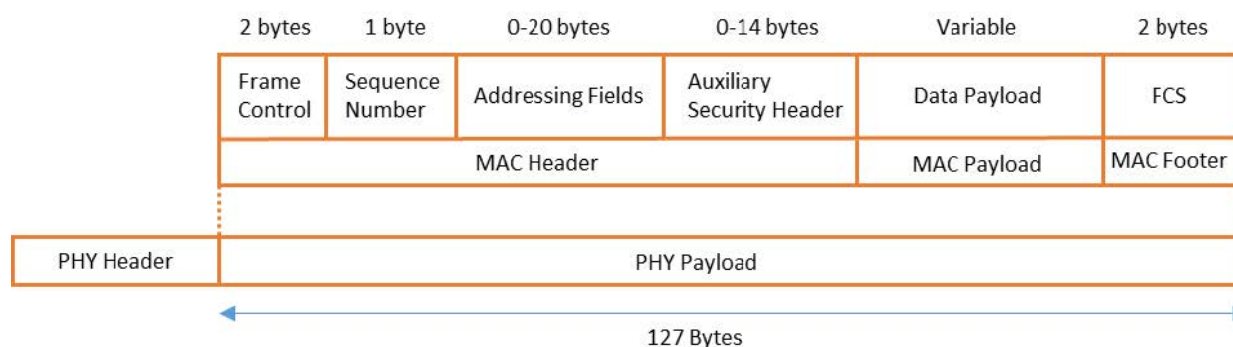 2 bytes 1 byte 0-20 bytes 0-14 bytes Variable 2 bytes
Frame Control Sequence Number Addressing Fields Auxiliary Security Header Data Payload FCS
MAC Header MAC Payload MAC Footer
PHY Header PHY Payload
127 Bytes